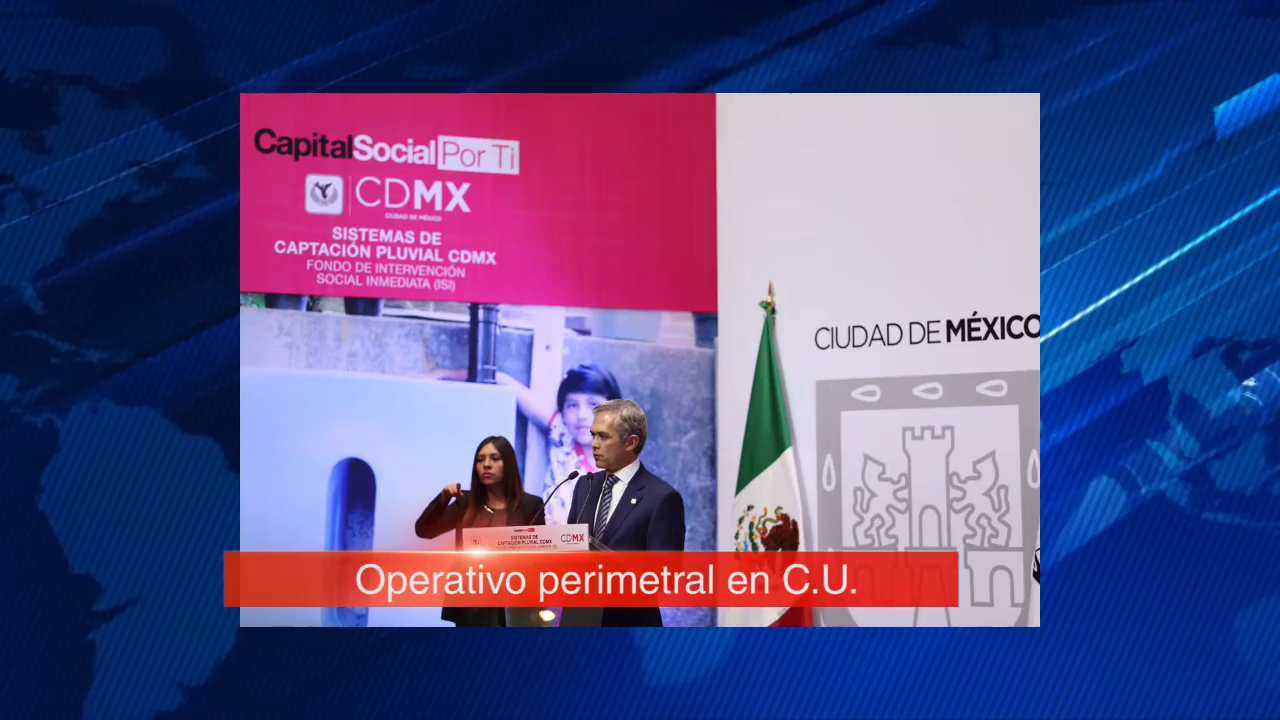 CapitalSocial Por Ti
CDMX
CIUDAD DE MÉXICO
SISTEMAS DE
CAPTACIÓN PLUVIAL CDMX
FONDO DE INTERVENCIÓN
SOCIAL INMEDIATA (ISI)
CIUDAD DE MÉXICO
SISTEMAS DE
CAPTACIÓN PLUVIAL CDMX
CDMX
Operativo perimetral en C.U.